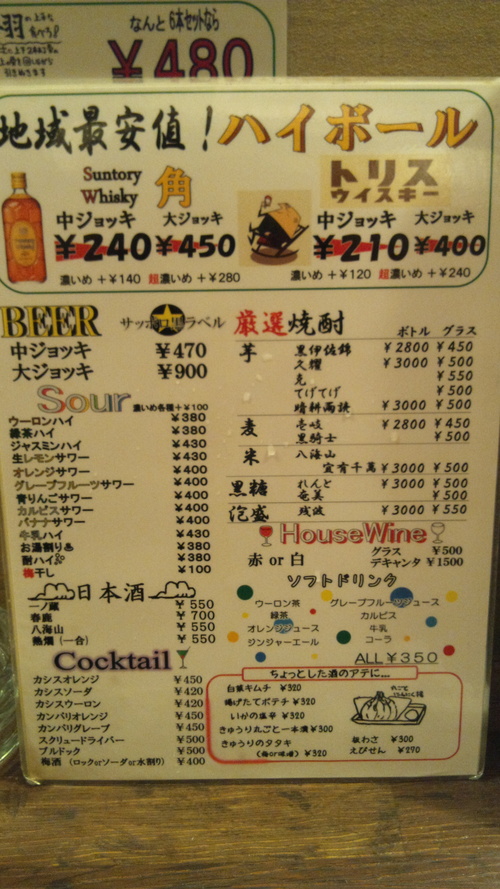 なんと 6本セットなら
¥480
地域最安値！ハイボール
Suntory Whisky 角
中ジョッキ 大ジョッキ
¥240 ¥450
濃いめ +¥140 超濃いめ +¥280
トリス
ウイスキー
中ジョッキ 大ジョッキ
¥210 ¥400
濃いめ +¥120 超濃いめ +¥240
BEER サッポロ黒ラベル
中ジョッキ ¥470
大ジョッキ ¥900
Sour 濃いめ各種+¥100
ウーロンハイ ¥380
緑茶ハイ ¥380
ジャスミンハイ ¥430
生レモンサワー ¥430
オレンジサワー ¥400
グレープフルーツサワー ¥400
青りんごサワー ¥400
カルピスサワー ¥400
バナナサワー ¥400
牛乳ハイ ¥430
お湯割り ¥380
酎ハイ ¥380
梅干し ¥100
日本酒
一ノ蔵 ¥550
春鹿 ¥700
八海山 ¥550
熱燗 (一合) ¥550
Cocktail
カシスオレンジ ¥450
カシスソーダ ¥420
カシスウーロン ¥420
カンパリオレンジ ¥450
カンパリグレープ ¥450
スクリュードライバー ¥500
ブルドック ¥500
梅酒 (ロックorソーダor水割り) ¥400
厳選焼酎
ボトル グラス
芋 黒伊佐錦 ¥2800 ¥450
久耀 ¥3000 ¥500
克 ¥550
てげてげ ¥500
晴耕雨読 ¥3000 ¥500
麦 壱岐 ¥2800 ¥450
黒騎士 ¥500
米 八海山
宜有千萬 ¥3000 ¥500
黒糖 れんと ¥3000 ¥500
奄美 ¥500
泡盛 残波 ¥3000 ¥550
HouseWine
赤 or 白
グラス ¥500
デキャンタ ¥1500
ソフトドリンク
ウーロン茶 グレープフルーツジュース
緑茶 カルピス
オレンジジュース 牛乳
ジンジャーエール コーラ
ALL ¥350
ちょっとした酒のアテに...
白菜キムチ ¥320
揚げたてポテチ ¥320
いかの塩辛 ¥320
きゅうり丸ごと一本漬 ¥300
きゅうりのタタキ
(梅or味噌) ¥320
丸ごと
にんにく揚
板わさ ¥300
えびせん ¥270